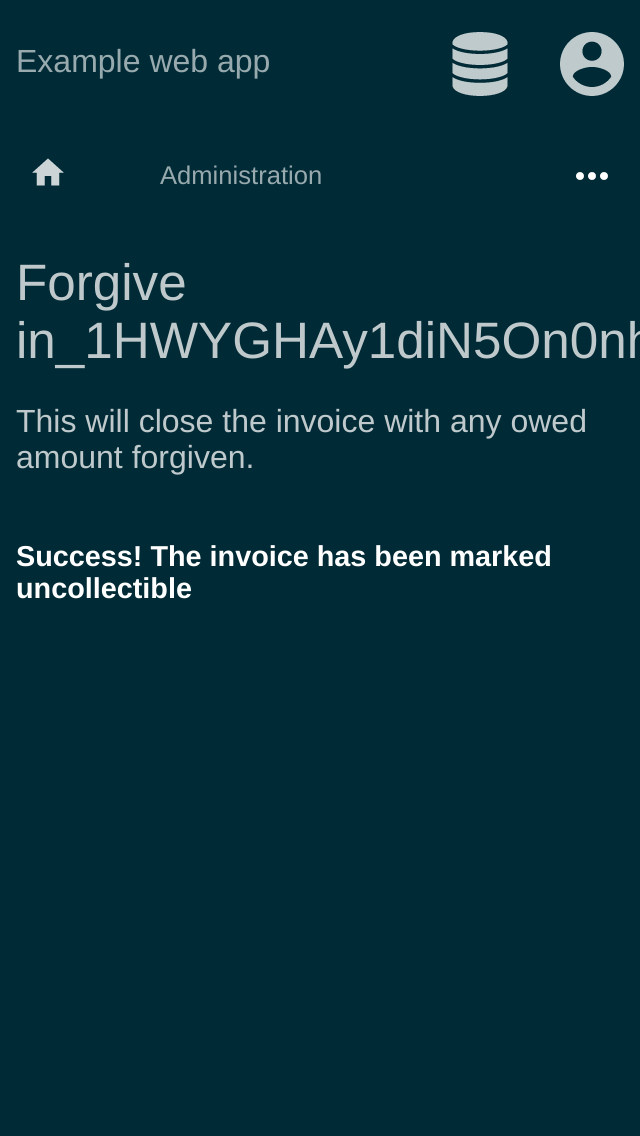 Example web app
Administration
Forgive
in_1HWYGHAy1diN5On0nh
This will close the invoice with any owed
amount forgiven.
Success! The invoice has been marked
uncollectible